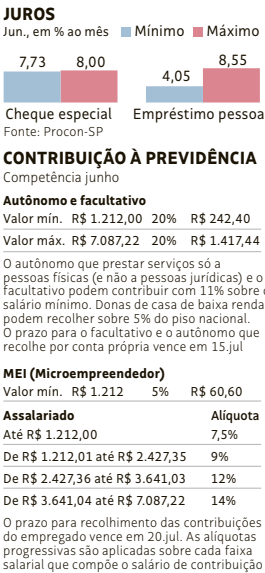 JUROS
Jun., em % ao mês Mínimo Máximo
7,73 8,00 4,05 8,55
Cheque especial Empréstimo pessoa
Fonte: Procon-SP
CONTRIBUIÇÃO À PREVIDÊNCIA
Competência junho
Autônomo e facultativo
Valor mín. R$ 1.212,00 20% R$ 242,40
Valor máx. R$ 7.087,22 20% R$ 1.417,44
O autônomo que prestar serviços só a
pessoas físicas (e não a pessoas jurídicas) e o
facultativo podem contribuir com 11% sobre o
salário mínimo. Donas de casa de baixa renda
podem recolher sobre 5% do piso nacional.
O prazo para o facultativo e o autônomo que
recolhe por conta própria vence em 15.jul
MEI (Microempreendedor)
Valor mín. R$ 1.212 5% R$ 60,60
Assalariado Alíquota
Até R$ 1.212,00 7,5%
De R$ 1.212,01 até R$ 2.427,35 9%
De R$ 2.427,36 até R$ 3.641,03 12%
De R$ 3.641,04 até R$ 7.087,22 14%
O prazo para recolhimento das contribuições
do empregado vence em 20.jul. As alíquotas
progressivas são aplicadas sobre cada faixa
salarial que compõe o salário de contribuição